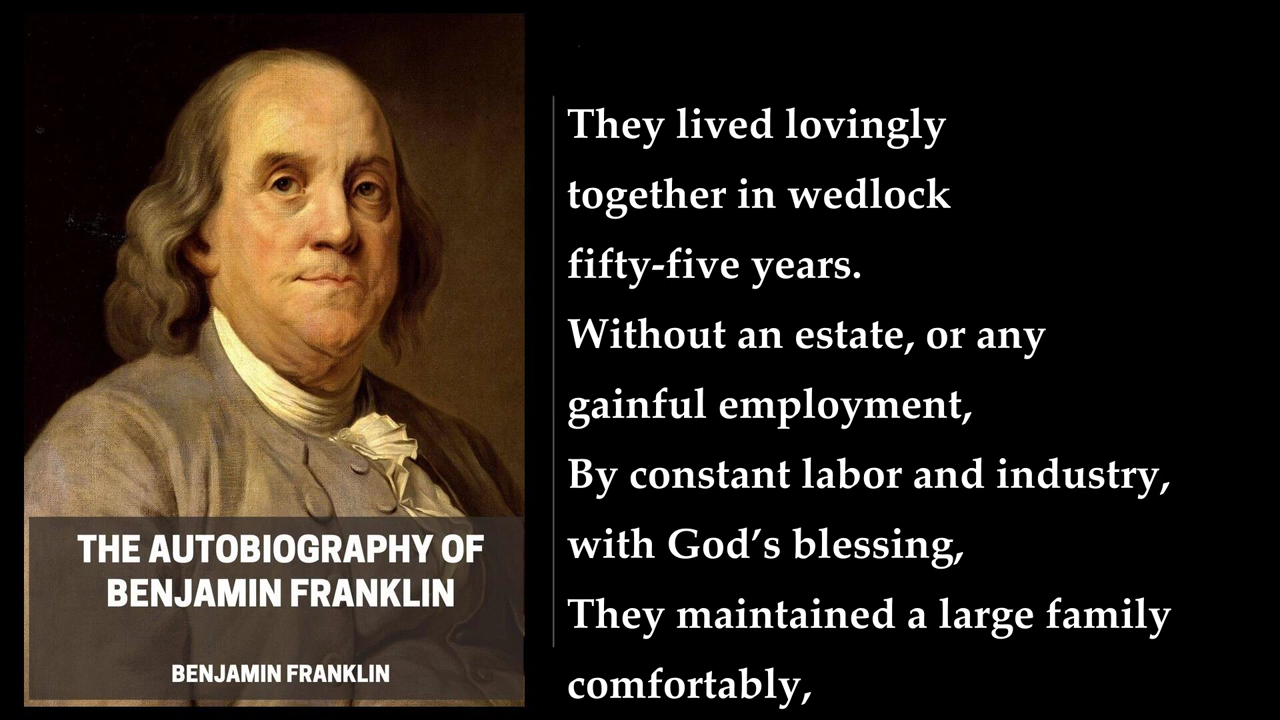 THE AUTOBIOGRAPHY OF
BENJAMIN FRANKLIN
BENJAMIN FRANKLIN
They lived lovingly
together in wedlock
fifty-five years.
Without an estate, or any
gainful employment,
By constant labor and industry,
with God’s blessing,
They maintained a large family
comfortably,